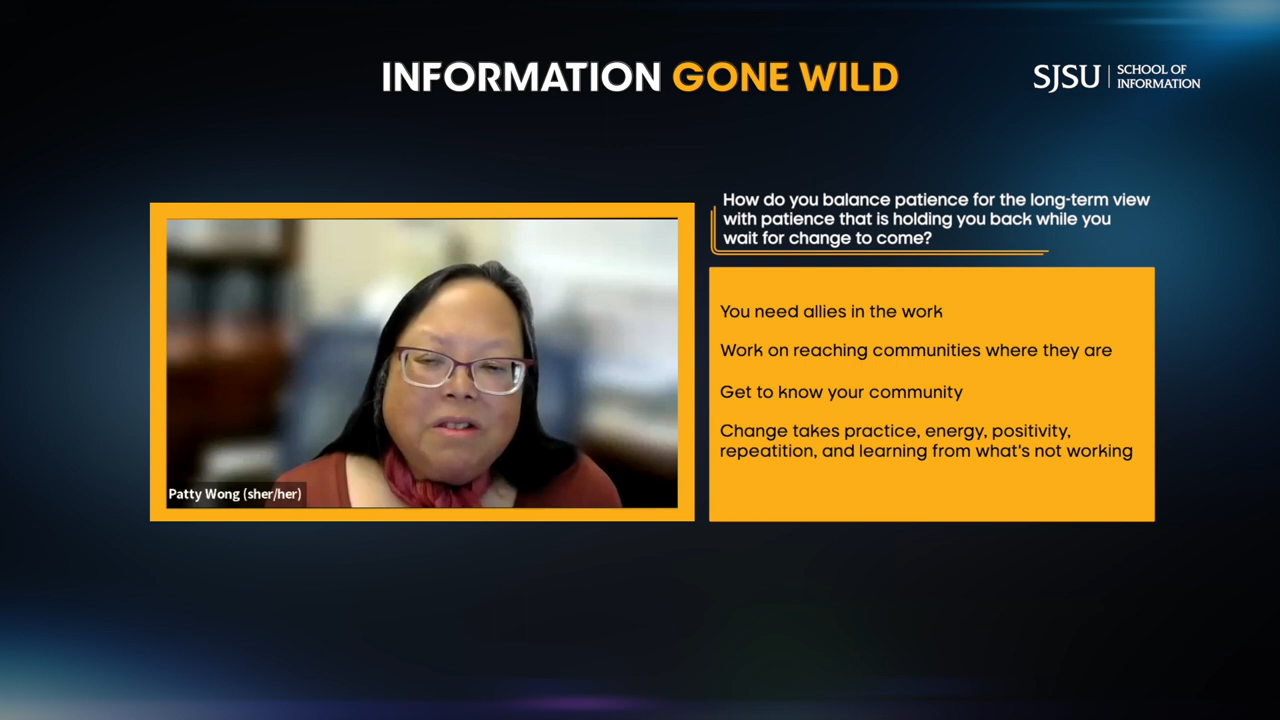 INFORMATION GONE WILD
SJSU
SCHOOL OF
INFORMATION
How do you balance patience for the long-term view
with patience that is holding you back while you
wait for change to come?
You need allies in the work
Work on reaching communities where they are
Get to know your community
Change takes practice, energy, positivity,
repeatition, and learning from what's not working
Patty Wong (sher/her)